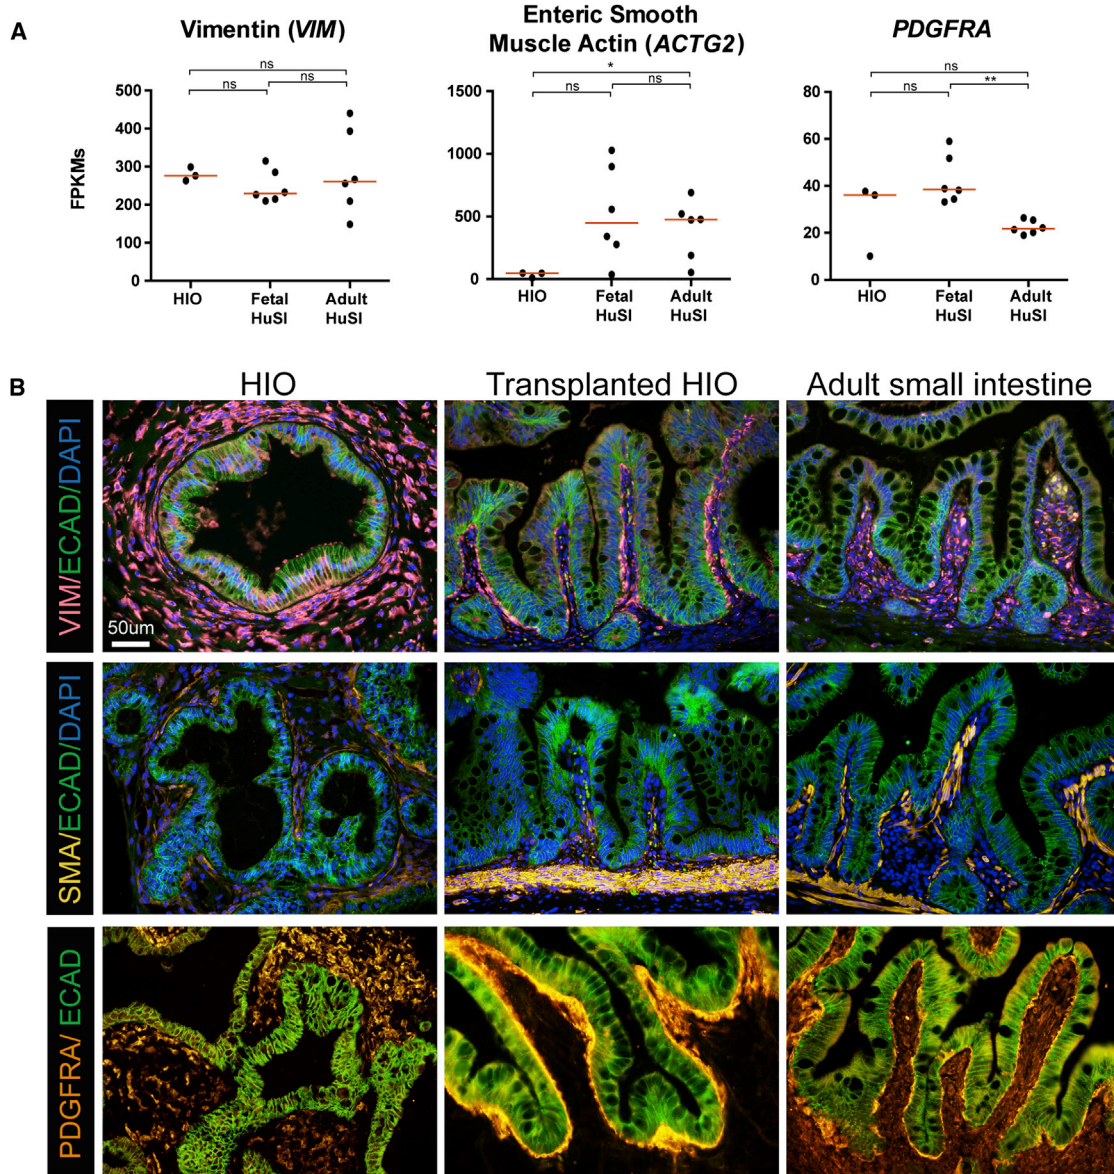 A
Vimentin (VIM)
ns
ns
ns
FPKMs
500
400
300
200
100
0
HIO
Fetal
HuSI
Adult
HuSI
Enteric Smooth
Muscle Actin (ACTG2)
*
ns
ns
1500
1000
500
0
HIO
Fetal
HuSI
Adult
HuSI
PDGFRA
ns
ns
**
80
60
40
20
0
HIO
Fetal
HuSI
Adult
HuSI
B
HIO
Transplanted HIO
Adult small intestine
VIM/ECAD/DAPI
50um
SMA/ECAD/DAPI
PDGFRA/ ECAD